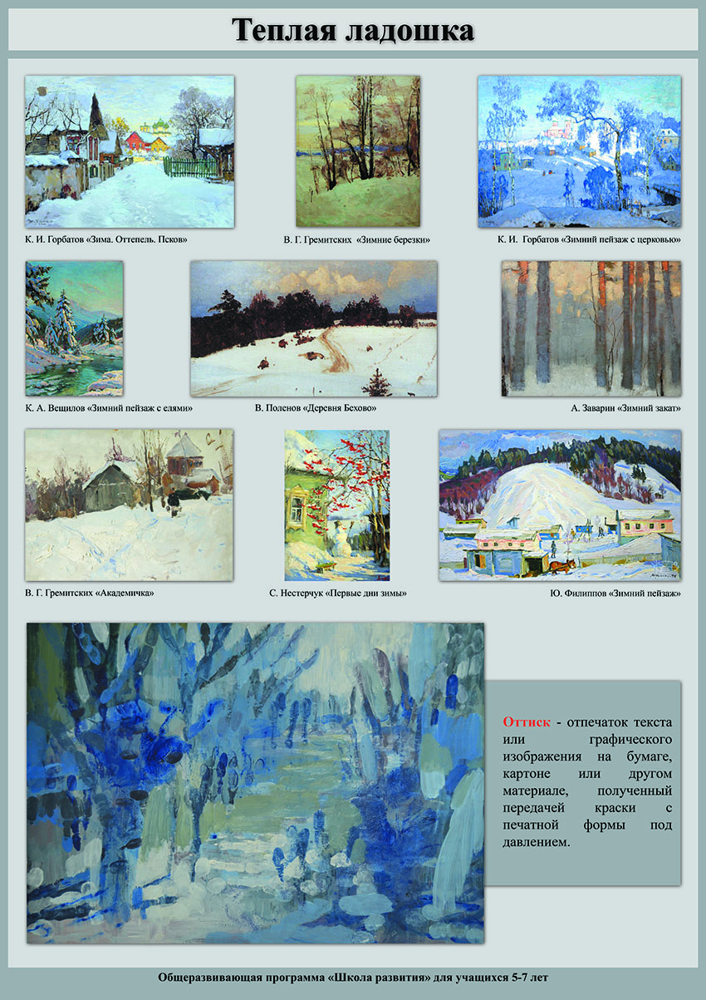 Теплая ладошка
К. И. Горбатов «Зима. Оттепель. Псков»
В. Г. Гремитских «Зимние березки»
К. И. Горбатов «Зимний пейзаж с церковью»
К. А. Вещилов «Зимний пейзаж с елями»
В. Поленов «Деревня Бехово»
А. Заварин «Зимний закат»
В. Г. Гремитских «Академичка»
С. Нестерчук «Первые дни зимы»
Ю. Филиппов «Зимний пейзаж»
Оттиск - отпечаток текста
или графического
изображения на бумаге,
картоне или другом
материале, полученный
передачей краски с
печатной формы под
давлением.
Общеразвивающая программа «Школа развития» для учащихся 5-7 лет